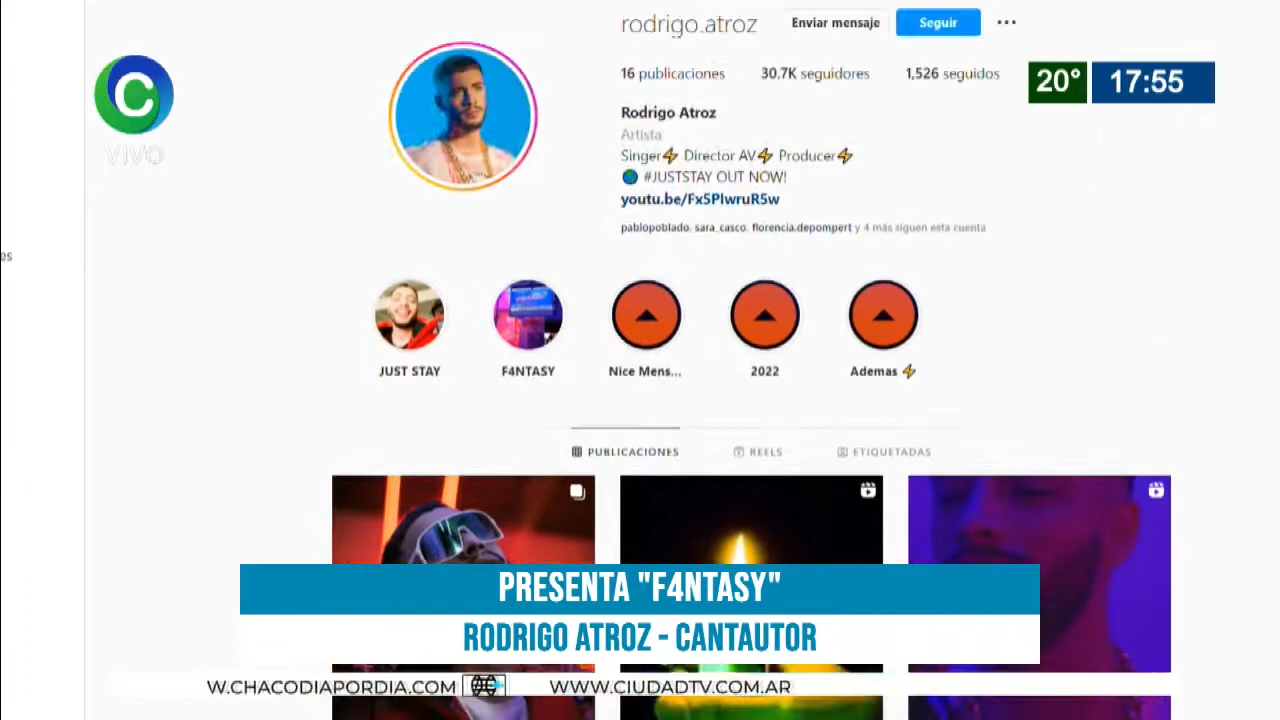 rodrigo.atroz
Enviar mensaje
Seguir
C
VIVO
16 publicaciones
30.7K seguidores
1,526 seguidos
20°
17:55
Rodrigo Atroz
Artista
Singer⚡ Director AV⚡ Producer⚡
#JUSTSTAY OUT NOW!
youtu.be/Fx5PlwruR5w
pablopoblado, sara_casco, florencia.depompert y 4 más siguen esta cuenta
es
JUST STAY
F4NTASY
Nice Mens...
2022
Ademas ⚡
PUBLICACIONES
REELS
ETIQUETADAS
PRESENTA "F4NTASY"
RODRIGO ATROZ - CANTAUTOR
W.CHACODIAPORDIA.COM
WWW.CIUDADTV.COM.AR